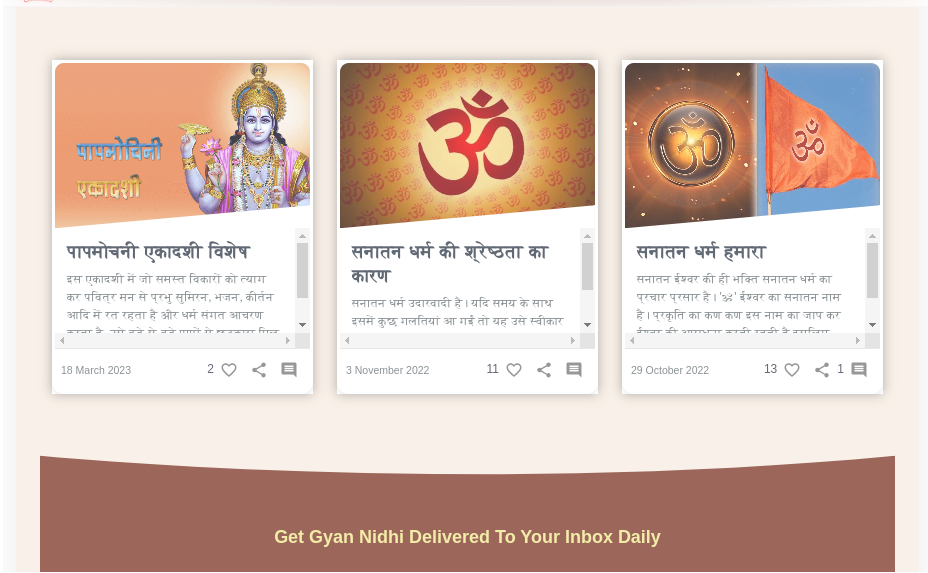 पापमोचिनी
एकादशी
पापमोचनी एकादशी विशेष
इस एकादशी में जो समस्त विकारों को त्याग
कर पवित्र मन से प्रभु सुमिरन, भजन, कीर्तन
आदि में रत रहता है और धर्म संगत आचरण
18 March 2023
2
ॐ
सनातन धर्म की श्रेष्ठता का
कारण
सनातन धर्म उदारवादी है। यदि समय के साथ
इसमें कुछ गलतियां आ गईं तो यह उसे स्वीकार
3 November 2022
11
ॐ
ॐ
सनातन धर्म हमारा
सनातन ईश्वर की ही भक्ति सनातन धर्म का
प्रचार प्रसार है। 'ॐ' ईश्वर का सनातन नाम
है। प्रकृति का कण कण इस नाम का जाप कर
29 October 2022
13
1
Get Gyan Nidhi Delivered To Your Inbox Daily